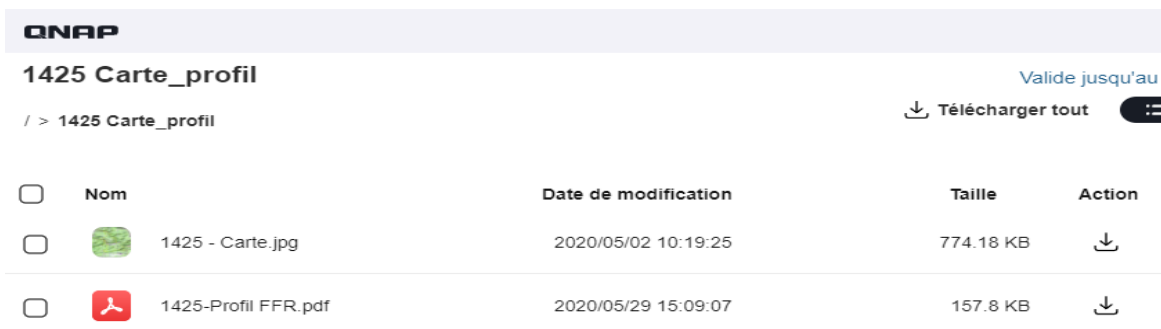 QNAP
1425 Carte_profil
Valide jusqu'au
/ > 1425 Carte_profil
Télécharger tout
Nom Date de modification Taille Action
1425 - Carte.jpg 2020/05/02 10:19:25 774.18 KB
1425-Profil FFR.pdf 2020/05/29 15:09:07 157.8 KB